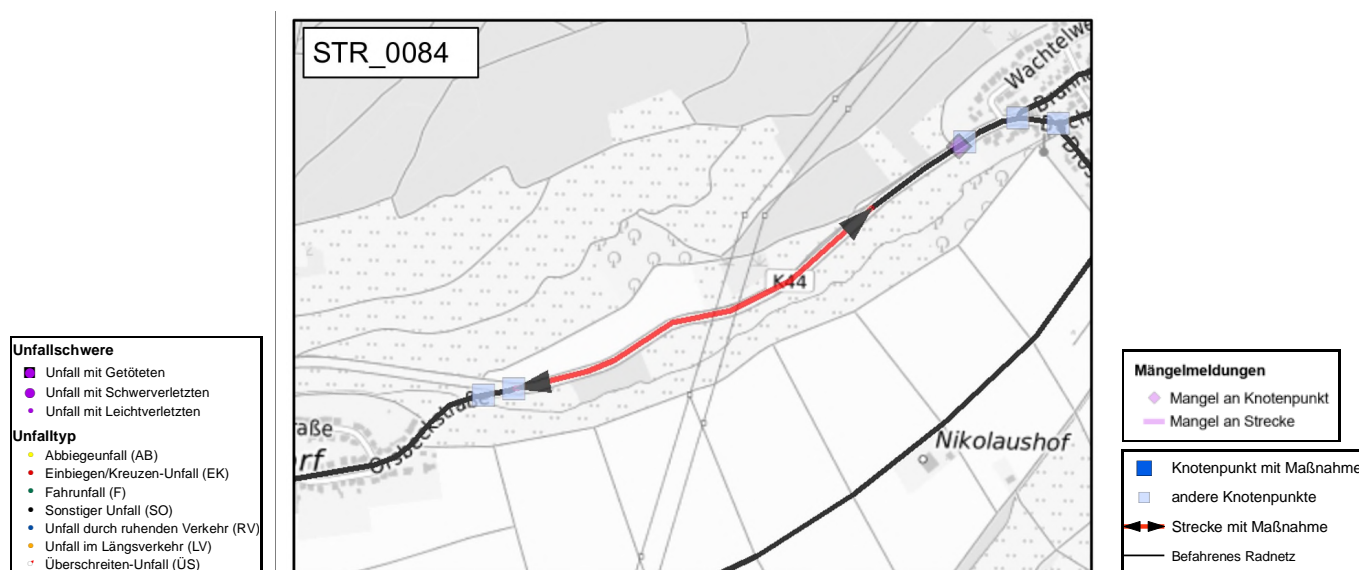 STR_0084
Wachtelwe
Brunn
K44
Orsbeckstraße
raße
rf
Nikolaushof
Unfallschwere
Unfall mit Getöteten
Unfall mit Schwerverletzten
Unfall mit Leichtverletzten
Unfalltyp
Abbiegeunfall (AB)
Einbiegen/Kreuzen-Unfall (EK)
Fahrunfall (F)
Sonstiger Unfall (SO)
Unfall durch ruhenden Verkehr (RV)
Unfall im Längsverkehr (LV)
Überschreiten-Unfall (ÜS)
Mängelmeldungen
Mangel an Knotenpunkt
Mangel an Strecke
Knotenpunkt mit Maßnahme
andere Knotenpunkte
Strecke mit Maßnahme
Befahrenes Radnetz